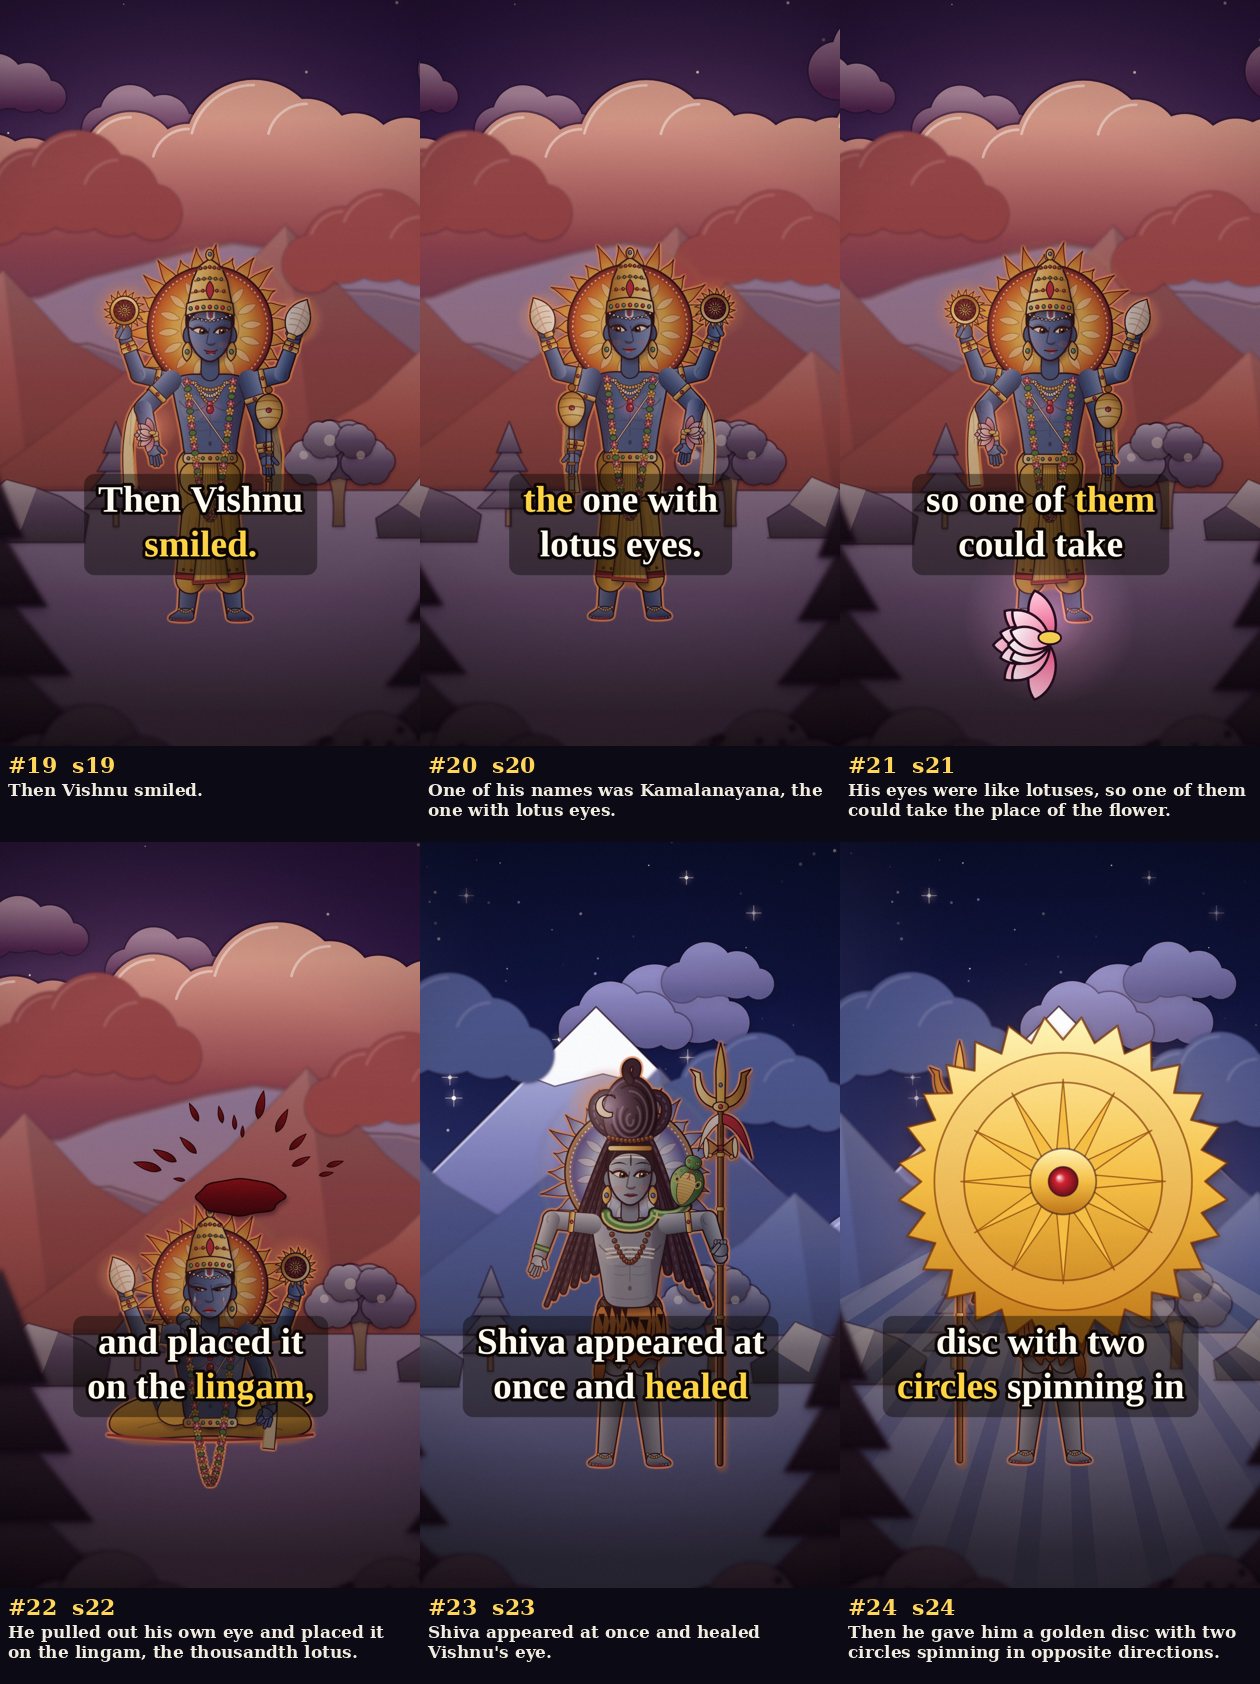 Then Vishnu
smiled.
the one with
lotus eyes.
so one of them
could take
#19 s19
Then Vishnu smiled.
#20 s20
One of his names was Kamalanayana, the
one with lotus eyes.
#21 s21
His eyes were like lotuses, so one of them
could take the place of the flower.
and placed it
on the lingam,
Shiva appeared at
once and healed
disc with two
circles spinning in
#22 s22
He pulled out his own eye and placed it
on the lingam, the thousandth lotus.
#23 s23
Shiva appeared at once and healed
Vishnu's eye.
#24 s24
Then he gave him a golden disc with two
circles spinning in opposite directions.